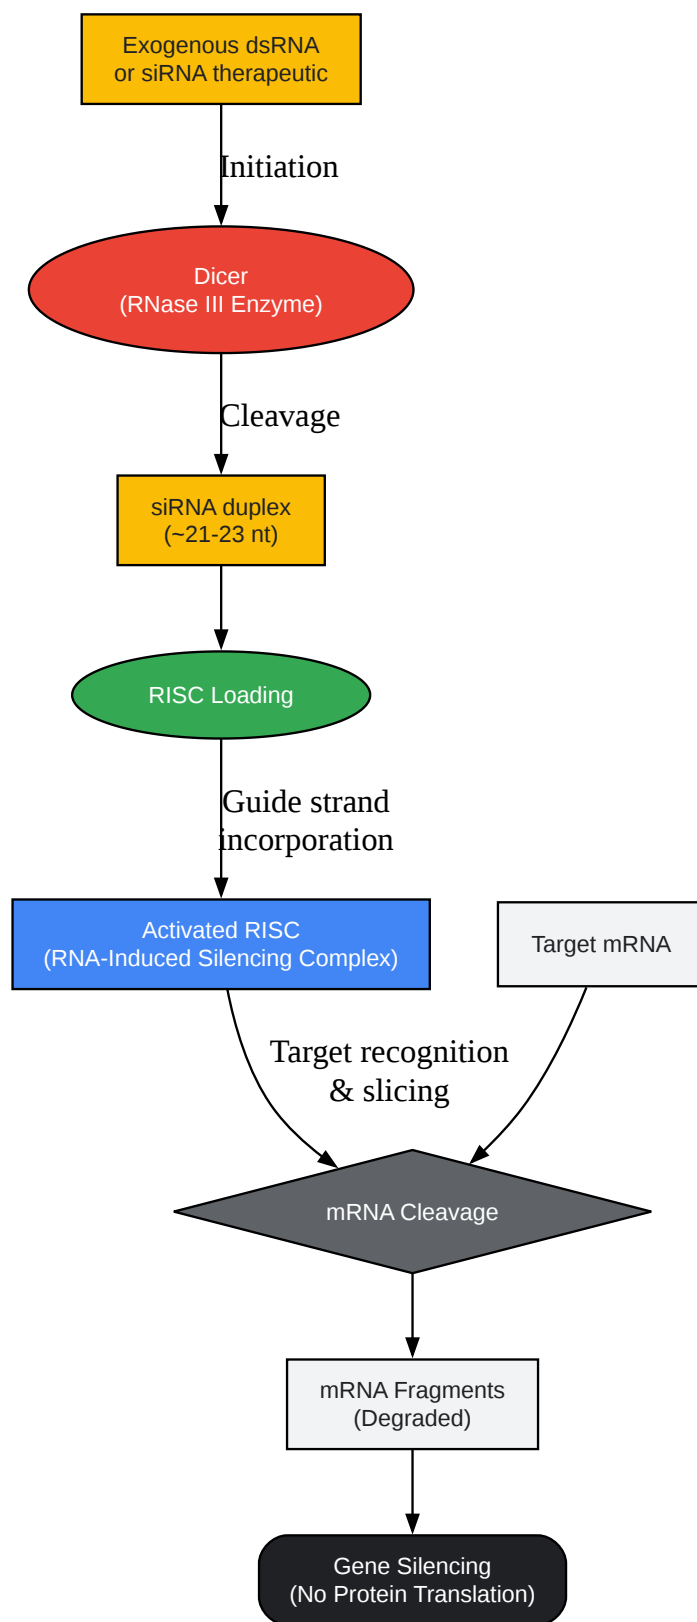 Exogenous dsRNA
or siRNA therapeutic
Initiation
Dicer
(RNase III Enzyme)
Cleavage
siRNA duplex
(~21-23 nt)
RISC Loading
Guide strand
incorporation
Activated RISC
(RNA-Induced Silencing Complex)
Target mRNA
Target recognition
& slicing
mRNA Cleavage
mRNA Fragments
(Degraded)
Gene Silencing
(No Protein Translation)